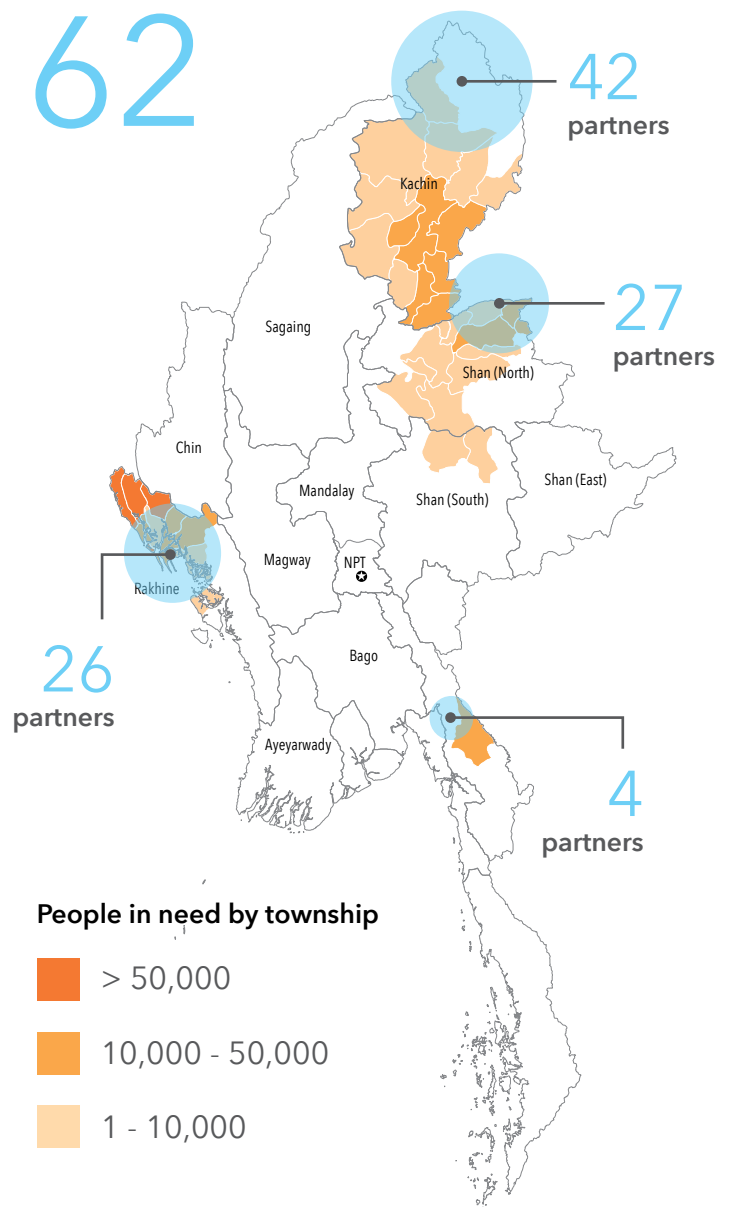 62
42
partners
Kachin
27
partners
Sagaing
Shan (North)
Chin
Mandalay
Shan (South)
Shan (East)
Magway
NPT
Rakhine
26
partners
Bago
Ayeyarwady
4
partners
People in need by township
> 50,000
10,000 - 50,000
1 - 10,000